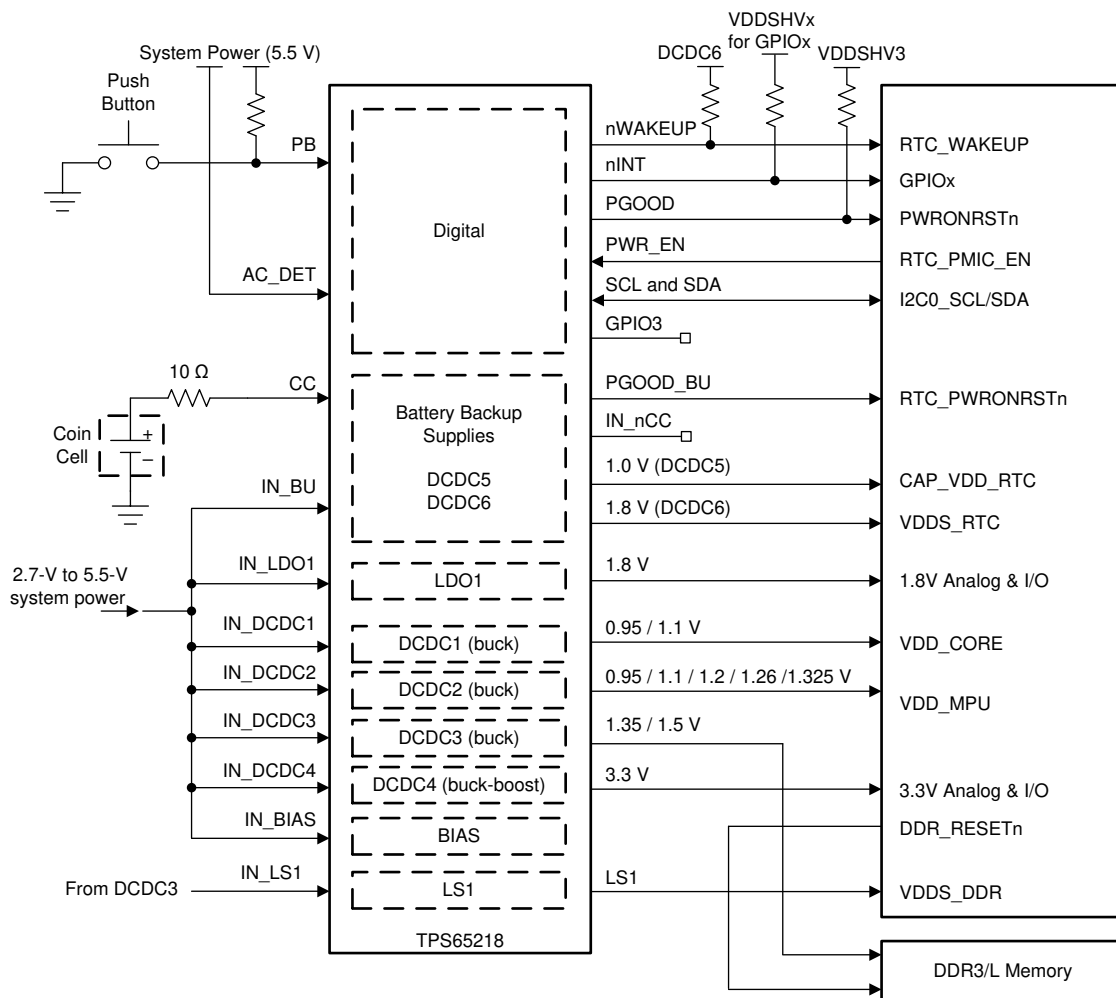 System Power (5.5 V)
Push
Button
PB
AC_DET
10 Ω
CC
Coin
Cell
+
–
IN_BU
2.7-V to 5.5-V
system power
IN_LDO1
IN_DCDC1
IN_DCDC2
IN_DCDC3
IN_DCDC4
IN_BIAS
IN_LS1
From DCDC3
Digital
Battery Backup
Supplies
DCDC5
DCDC6
LDO1
DCDC1 (buck)
DCDC2 (buck)
DCDC3 (buck)
DCDC4 (buck-boost)
BIAS
LS1
TPS65218
DCDC6
VDDSHVx
for GPIOx
VDDSHV3
nWAKEUP
nINT
PGOOD
PWR_EN
SCL and SDA
GPIO3
PGOOD_BU
IN_nCC
1.0 V (DCDC5)
1.8 V (DCDC6)
1.8 V
0.95 / 1.1 V
0.95 / 1.1 / 1.2 / 1.26 /1.325 V
1.35 / 1.5 V
3.3 V
LS1
RTC_WAKEUP
GPIOx
PWRONRSTn
RTC_PMIC_EN
I2C0_SCL/SDA
RTC_PWRONRSTn
CAP_VDD_RTC
VDDS_RTC
1.8V Analog & I/O
VDD_CORE
VDD_MPU
3.3V Analog & I/O
DDR_RESETn
VDDS_DDR
DDR3/L Memory